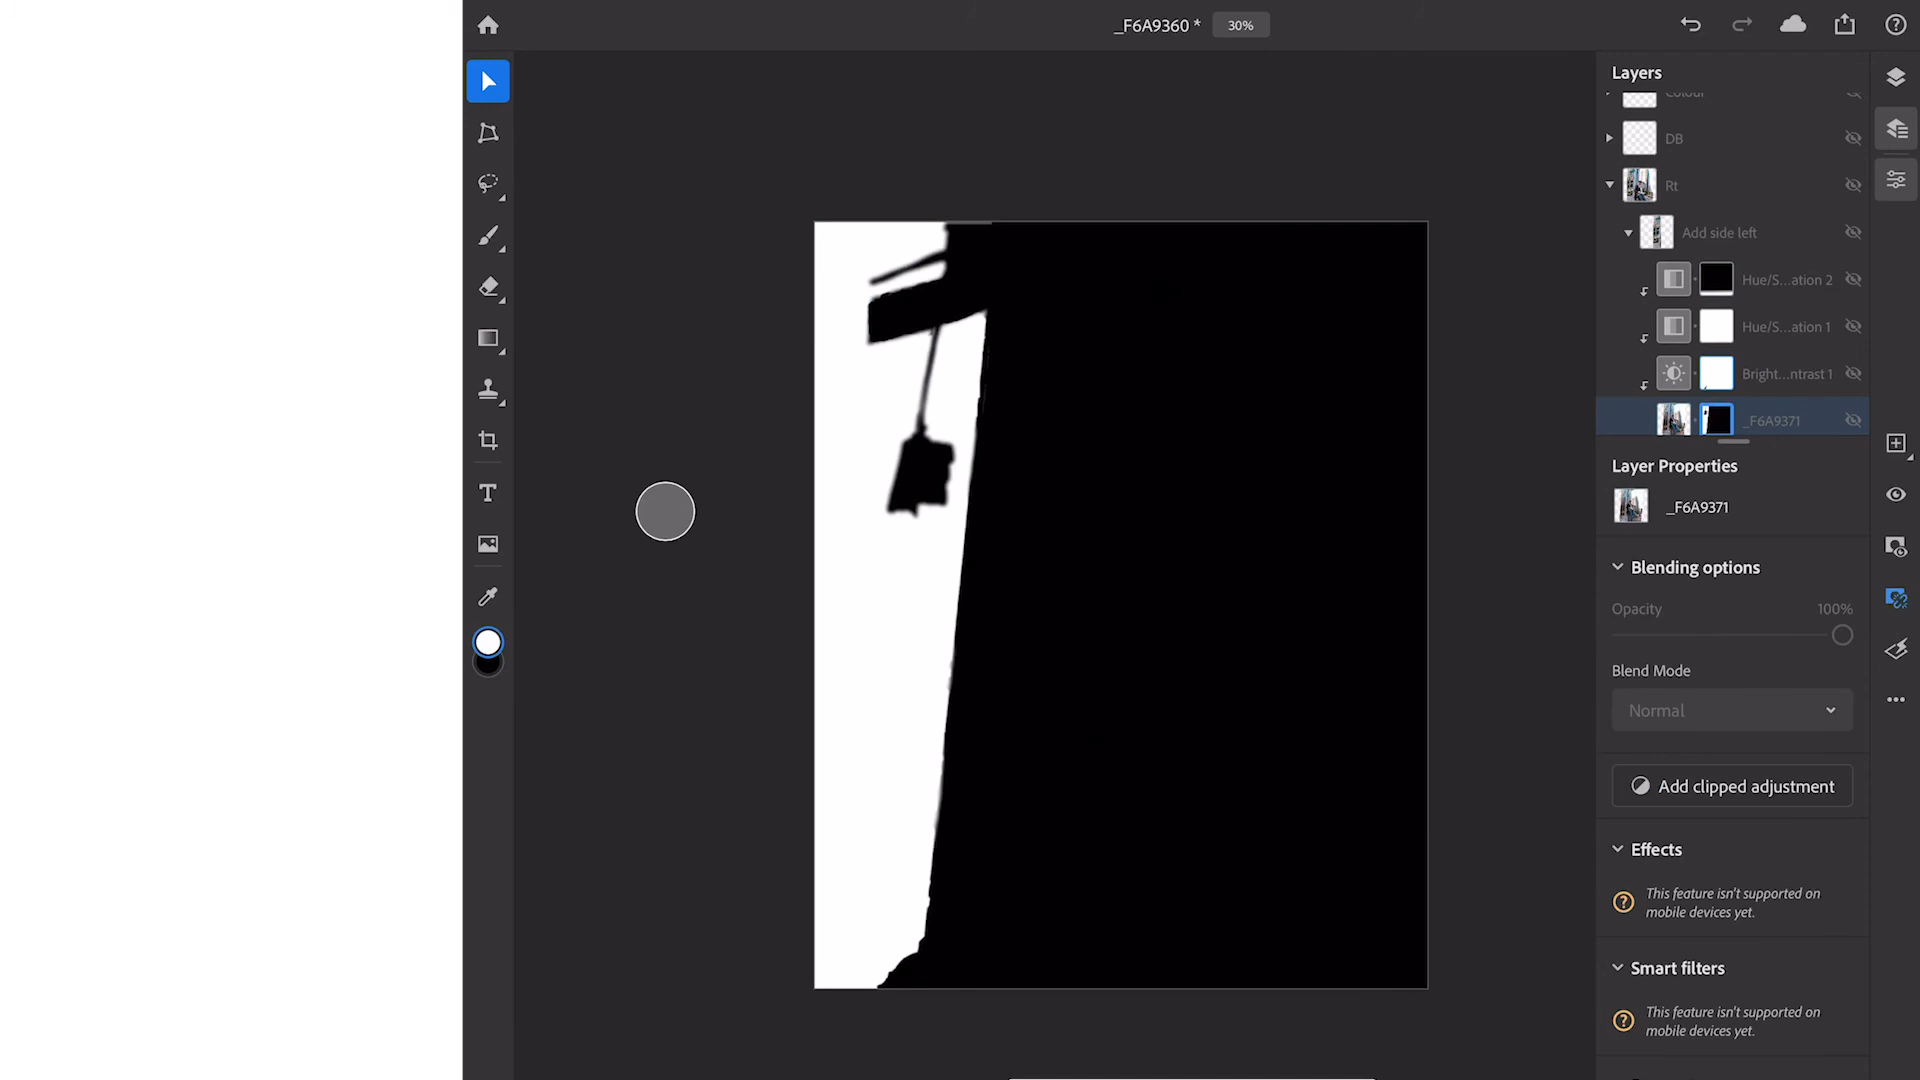 _F6A9360 *
30%
Layers
Colour
DB
Rt
Add side left
Hue/S...ation 2
Hue/S...ation 1
Bright...ntrast 1
_F6A9371
Layer Properties
_F6A9371
Blending options
Opacity 100%
Blend Mode
Normal
Add clipped adjustment
Effects
This feature isn't supported on
mobile devices yet.
Smart filters
This feature isn't supported on
mobile devices yet.